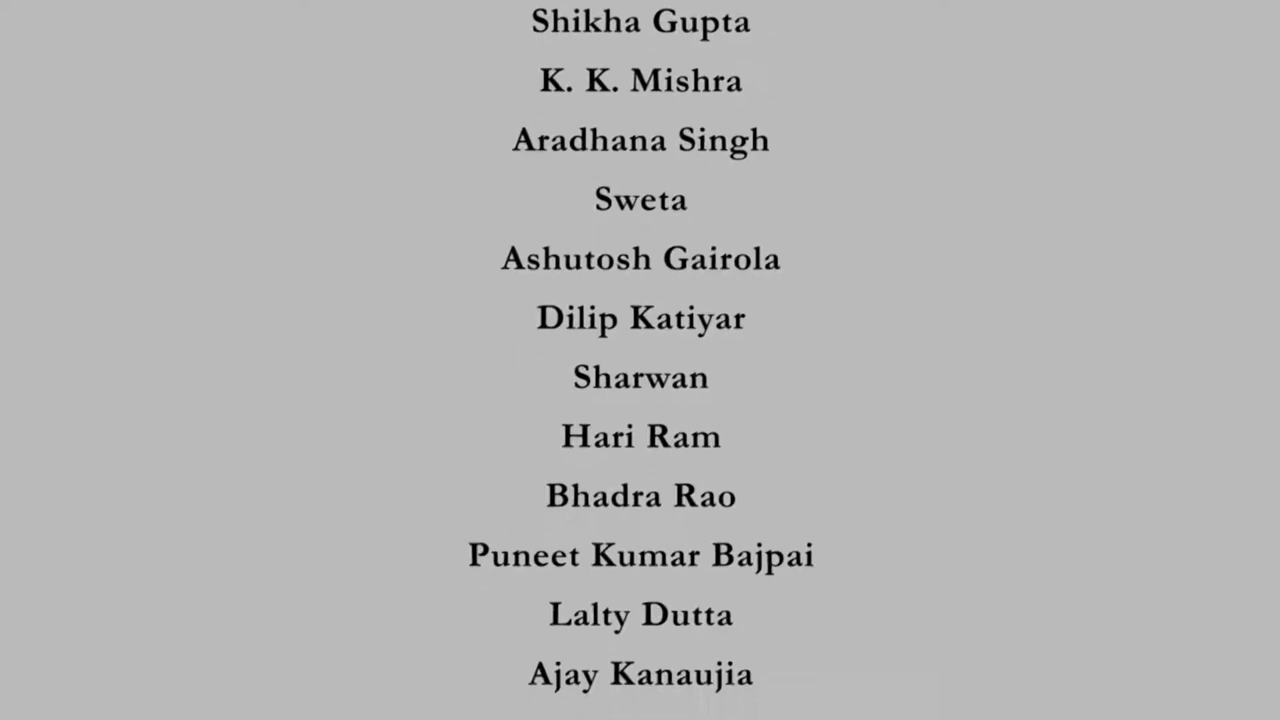 Shikha Gupta
K. K. Mishra
Aradhana Singh
Sweta
Ashutosh Gairola
Dilip Katiyar
Sharwan
Hari Ram
Bhadra Rao
Puneet Kumar Bajpai
Lalty Dutta
Ajay Kanaujia